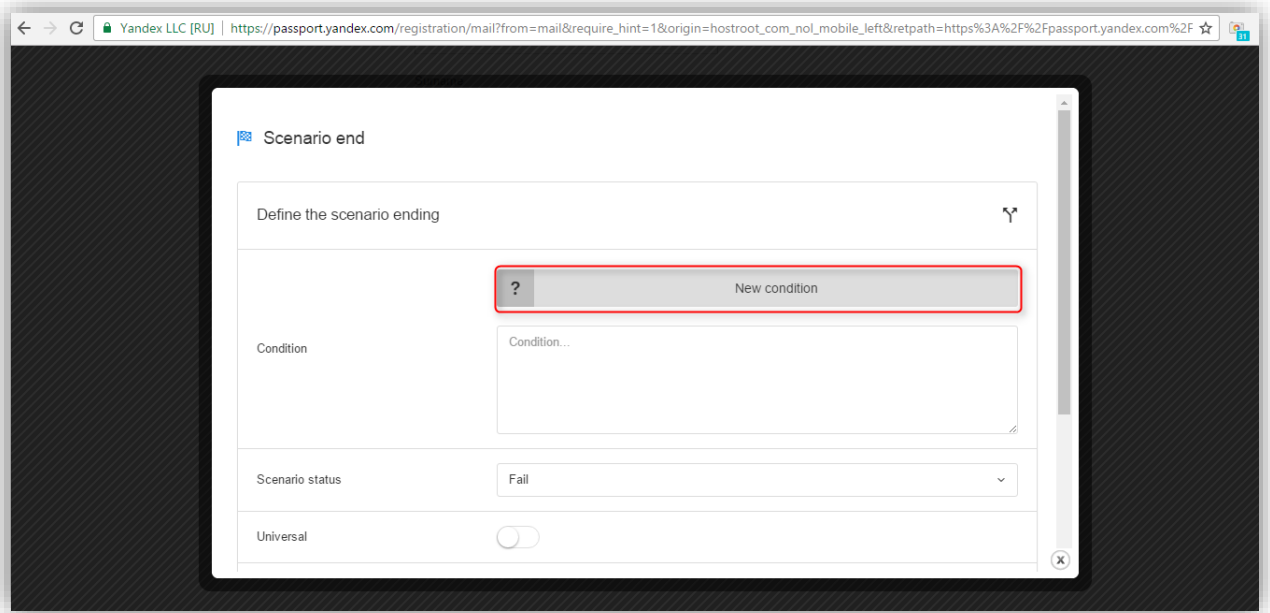 Yandex LLC [RU] | https://passport.yandex.com/registration/mail?from=mail&require_hint=1&origin=hostroot_com_nol_mobile_left&retpath=https%3A%2F%2Fpassport.yandex.com%2F
31
Scenario end
Define the scenario ending
? New condition
Condition
Condition...
Scenario status
Fail
Universal
x